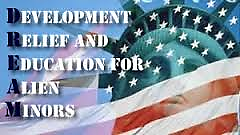 DEVELOPMENT
RELIEF AND
EDUCATION FOR
ALIEN
MINORS